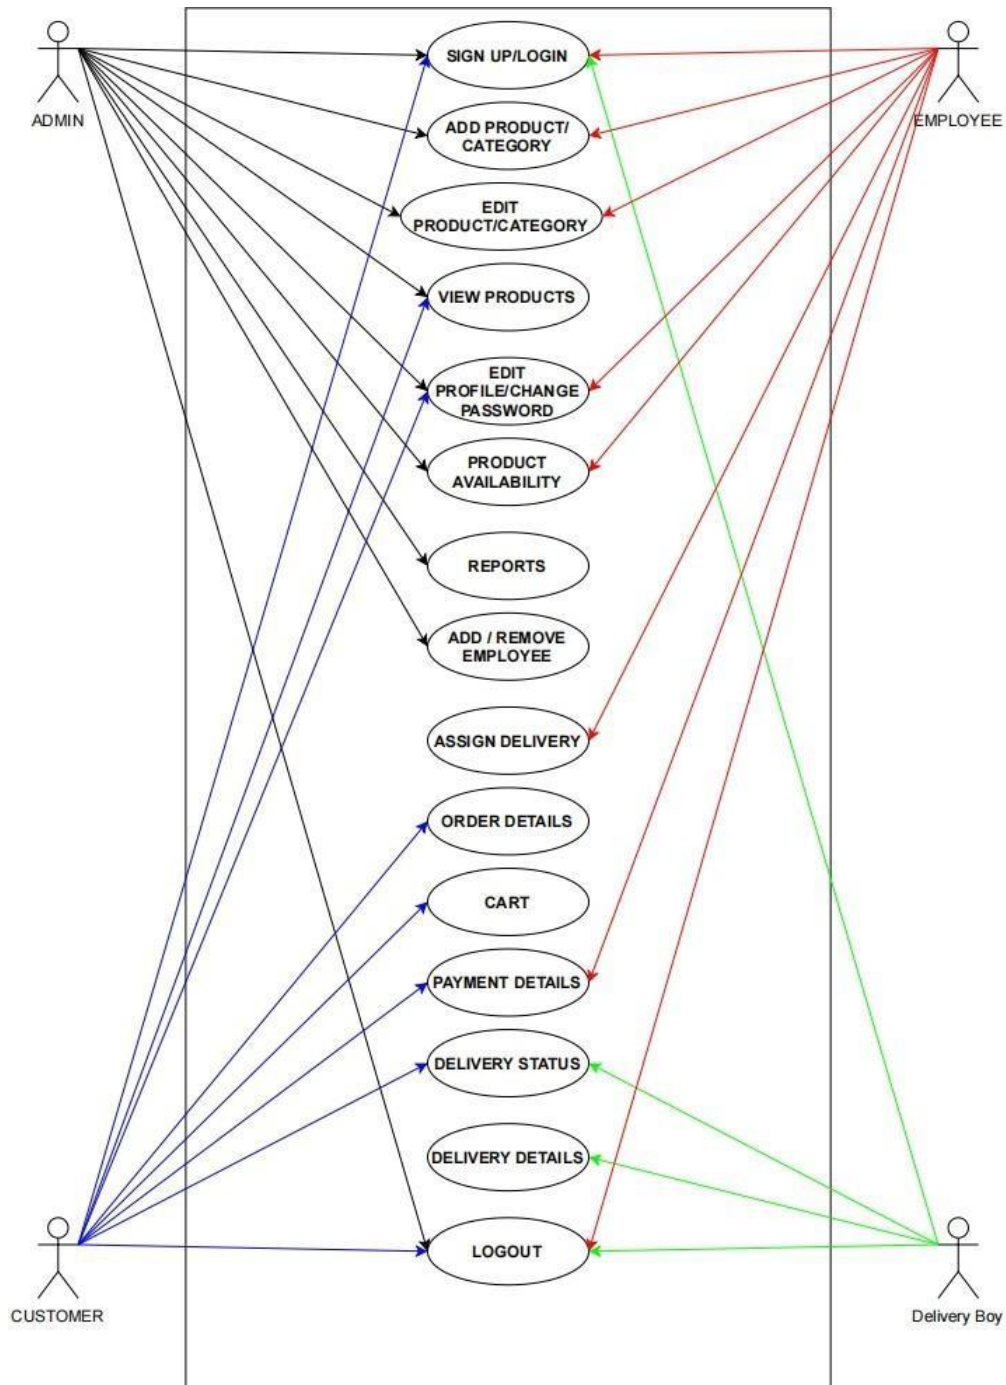 SIGN UP/LOGIN
ADMIN
EMPLOYEE
ADD PRODUCT/
CATEGORY
EDIT
PRODUCT/CATEGORY
VIEW PRODUCTS
EDIT
PROFILE/CHANGE
PASSWORD
PRODUCT
AVAILABILITY
REPORTS
ADD / REMOVE
EMPLOYEE
ASSIGN DELIVERY
ORDER DETAILS
CART
PAYMENT DETAILS
DELIVERY STATUS
DELIVERY DETAILS
LOGOUT
CUSTOMER
Delivery Boy